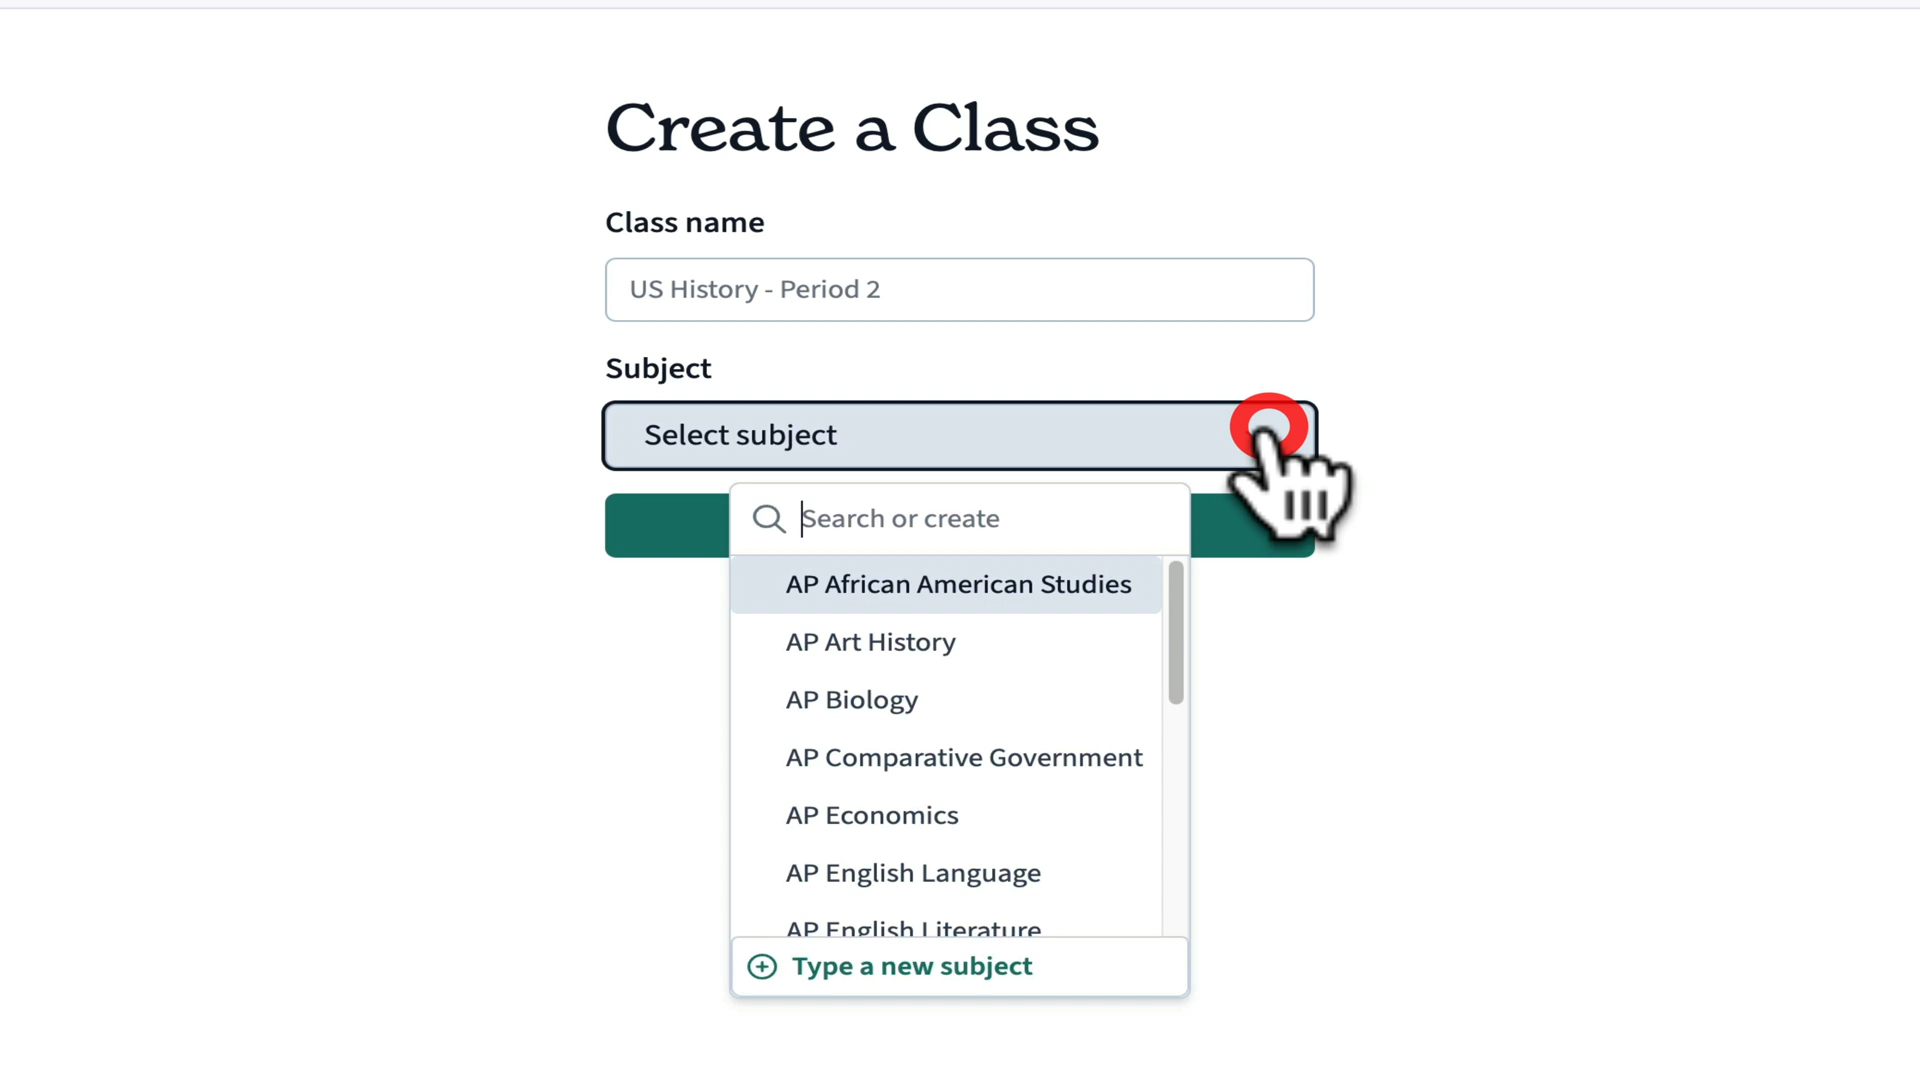 Create a Class
Class name
US History - Period 2
Subject
Select subject
Search or create
AP African American Studies
AP Art History
AP Biology
AP Comparative Government
AP Economics
AP English Language
AP English Literature
Type a new subject